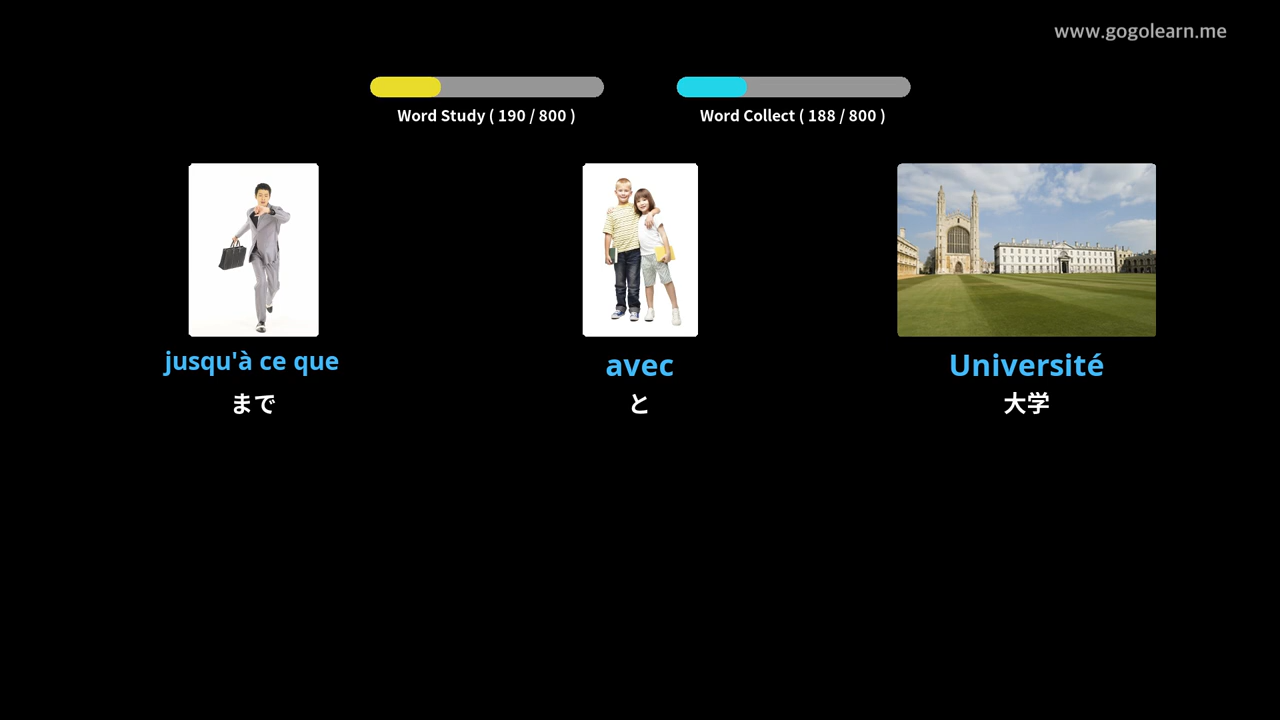 www.gogolearn.me
Word Study ( 190 / 800 )
Word Collect ( 188 / 800 )
jusqu'à ce que
avec
Université
まで
と
大学